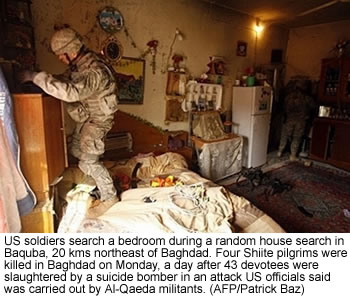 US soldiers search a bedroom during a random house search in
Baquba, 20 kms northeast of Baghdad. Four Shiite pilgrims were
killed in Baghdad on Monday, a day after 43 devotees were
slaughtered by a suicide bomber in an attack US officials said
was carried out by Al-Qaeda militants. (AFP/Patrick Baz)